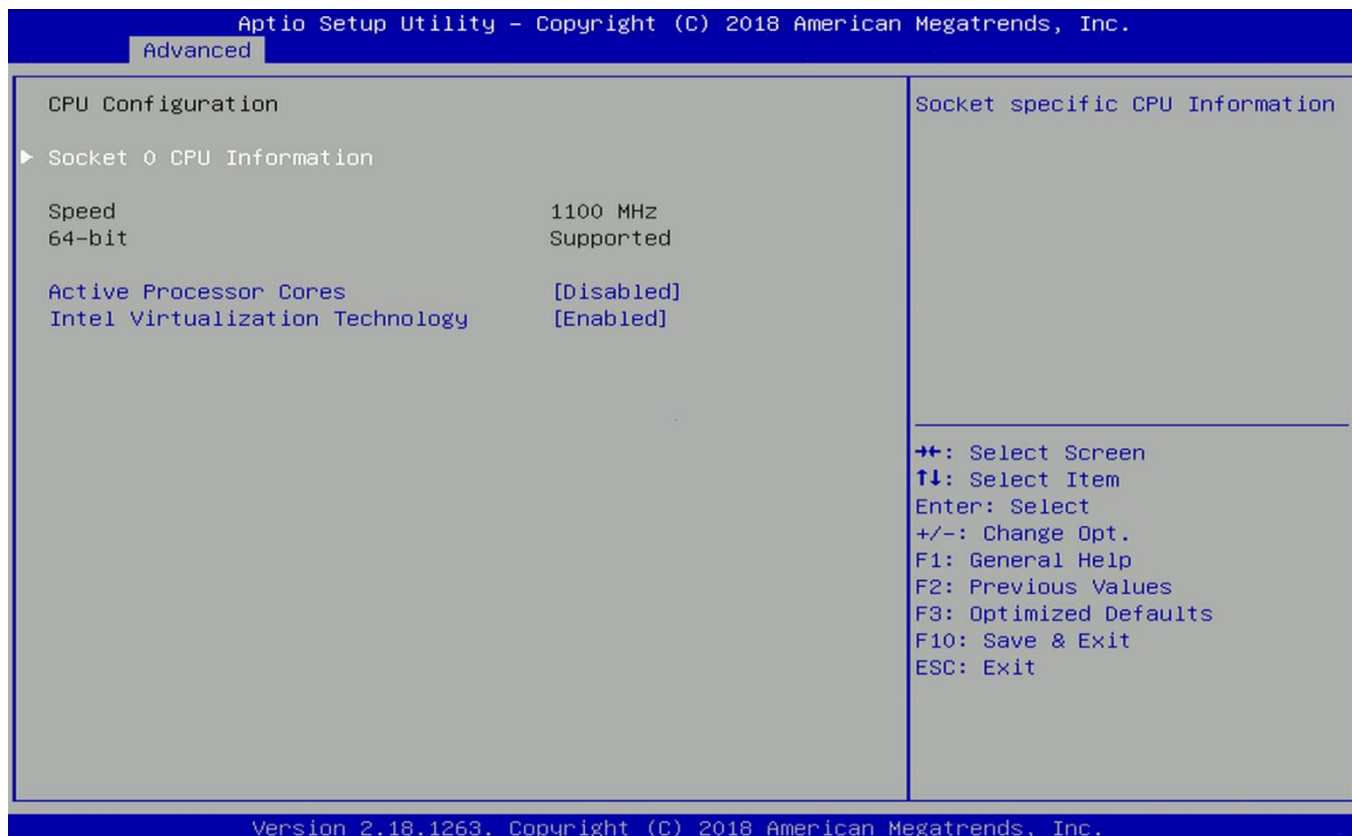 Aptio Setup Utility – Copyright (C) 2018 American Megatrends, Inc.
Advanced
CPU Configuration
Socket 0 CPU Information
Speed 1100 MHz
64-bit Supported
Active Processor Cores [Disabled]
Intel Virtualization Technology [Enabled]
Socket specific CPU Information
→←: Select Screen
↑↓: Select Item
Enter: Select
+/-: Change Opt.
F1: General Help
F2: Previous Values
F3: Optimized Defaults
F10: Save & Exit
ESC: Exit
Version 2.18.1263. Copyright (C) 2018 American Megatrends, Inc.